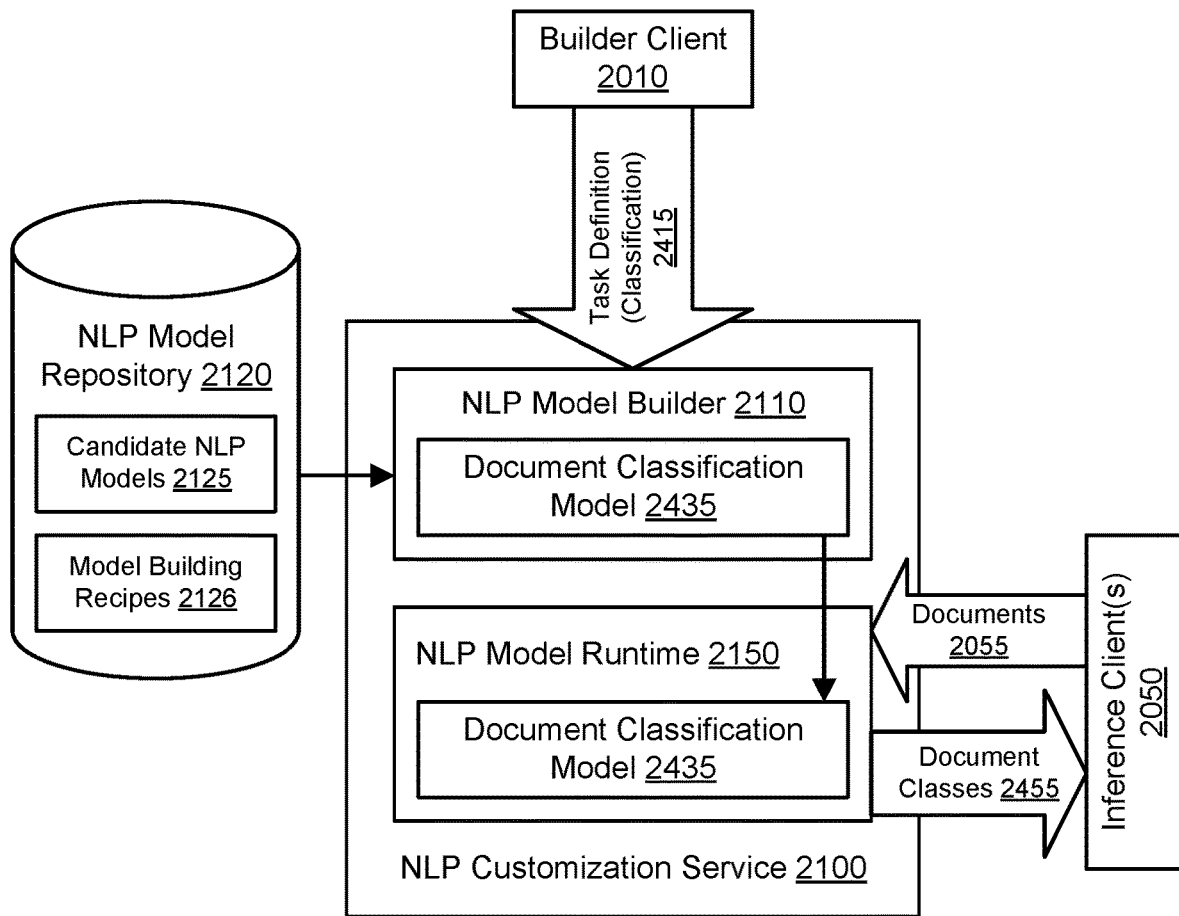 Builder Client
2010
Task Definition
(Classification)
2415
NLP Model
Repository 2120
Candidate NLP
Models 2125
Model Building
Recipes 2126
NLP Model Builder 2110
Document Classification
Model 2435
NLP Model Runtime 2150
Document Classification
Model 2435
NLP Customization Service 2100
Documents
2055
Document
Classes 2455
Inference Client(s)
2050